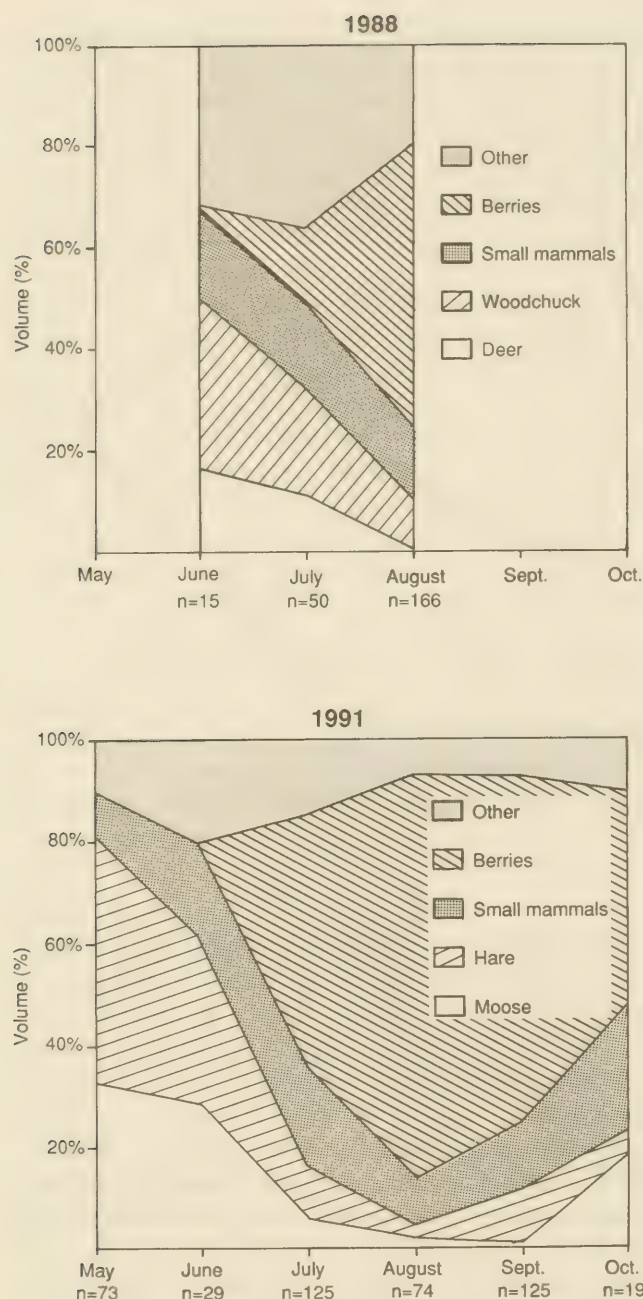 1988
100%
80%
60%
40%
20%
Volume (%)
Other
Berries
Small mammals
Woodchuck
Deer
May June July August Sept. Oct.
n=15 n=50 n=166
1991
100%
80%
60%
40%
20%
Volume (%)
Other
Berries
Small mammals
Hare
Moose
May June July August Sept. Oct.
n=73 n=29 n=125 n=74 n=125 n=19